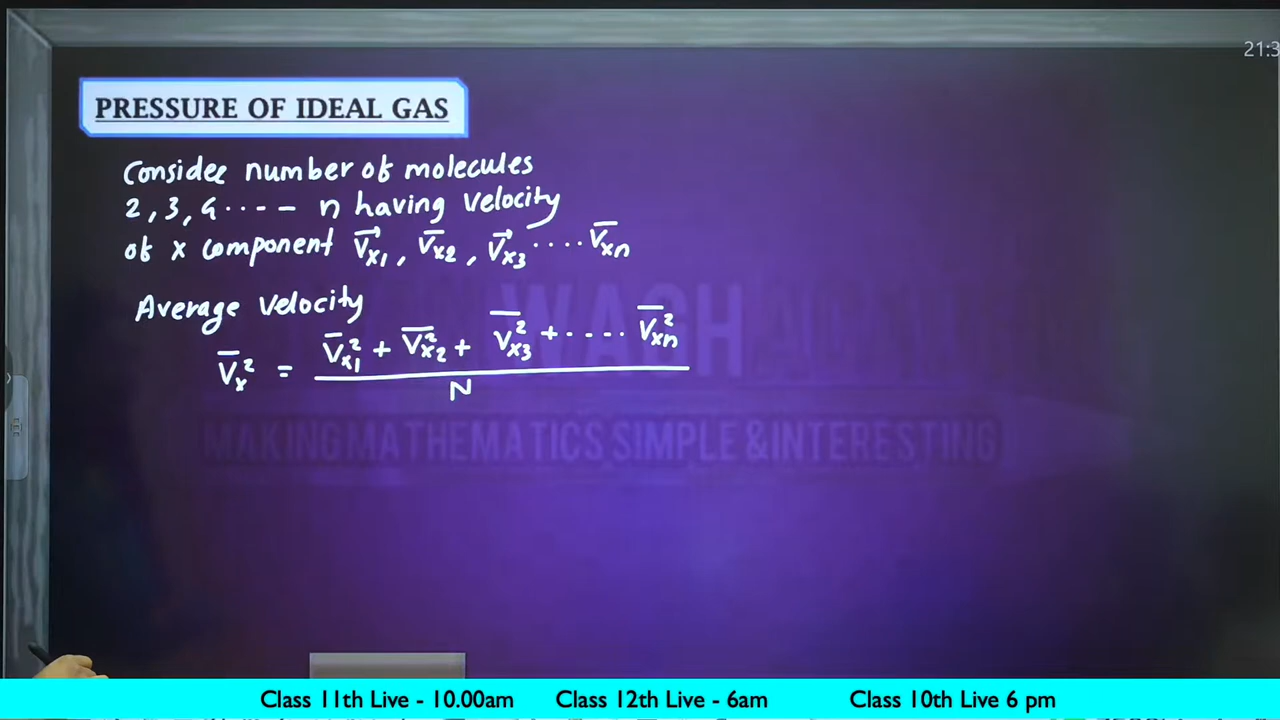 21:3
PRESSURE OF IDEAL GAS
Consider number of molecules
2, 3, 4 ..... n having velocity
of x component V⃗x1, V̅x2, V⃗x3 ..... V̅xn
Average velocity
V̅x² = (V̅x1² + V̅x2² + V̅x3² + ..... V̅xn²) / N
WAGH
MAKING MATHEMATICS SIMPLE & INTERESTING
Class 11th Live - 10.00am Class 12th Live - 6am Class 10th Live 6 pm